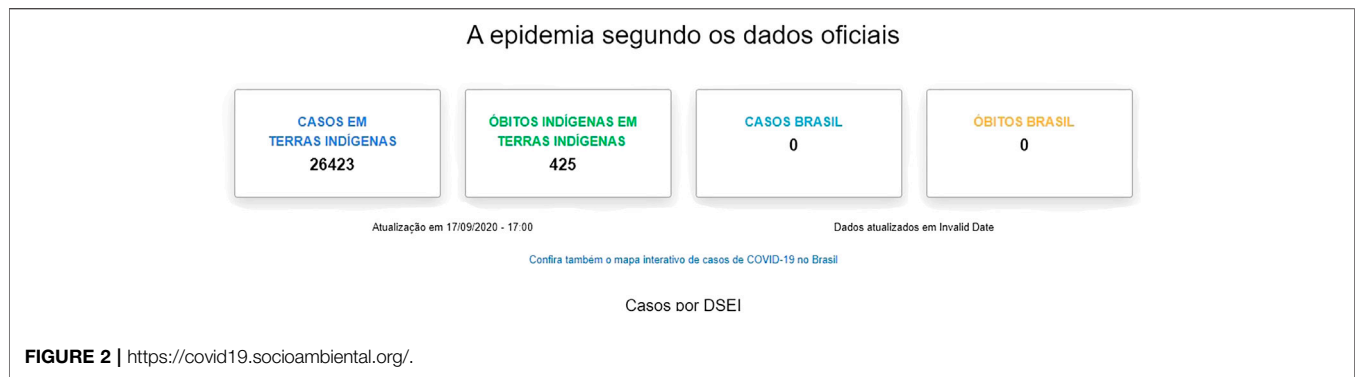 A epidemia segundo os dados oficiais
CASOS EM
TERRAS INDÍGENAS
26423
ÓBITOS INDÍGENAS EM
TERRAS INDÍGENAS
425
CASOS BRASIL
0
ÓBITOS BRASIL
0
Atualização em 17/09/2020 - 17:00
Dados atualizados em Invalid Date
Confira também o mapa interativo de casos de COVID-19 no Brasil
Casos por DSEI
FIGURE 2 | https://covid19.socioambiental.org/.